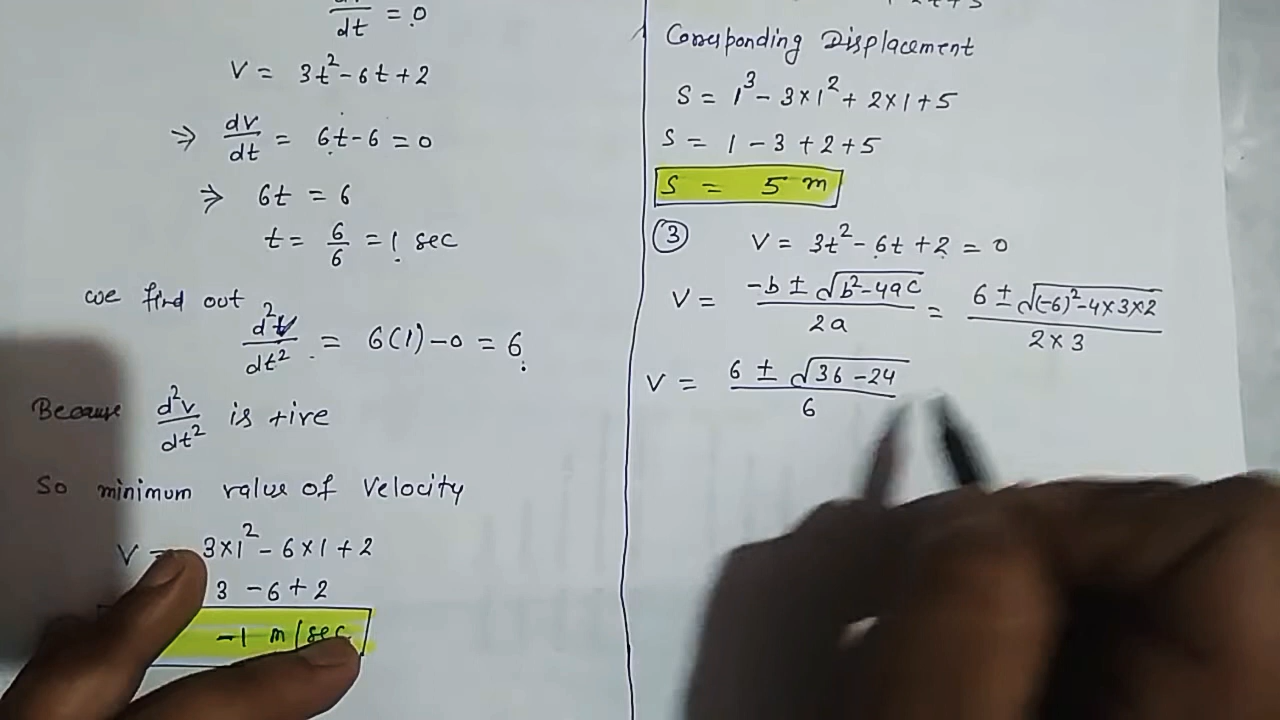 dt = 0
V = 3t² - 6t + 2
⇒ dv/dt = 6t - 6 = 0
⇒ 6t = 6
t = 6/6 = 1 sec
we find out
d²v/dt² = 6(1) - 0 = 6
Because d²v/dt² is +ive
So minimum value of Velocity
V = 3×1² - 6×1 + 2
3 - 6 + 2
-1 m/sec
Corresponding Displacement
S = 1³ - 3×1² + 2×1 + 5
S = 1 - 3 + 2 + 5
S = 5 m
③ V = 3t² - 6t + 2 = 0
V = -b ± √b²-4ac / 2a = 6 ± √(-6)²-4×3×2 / 2×3
V = 6 ± √36-24 / 6